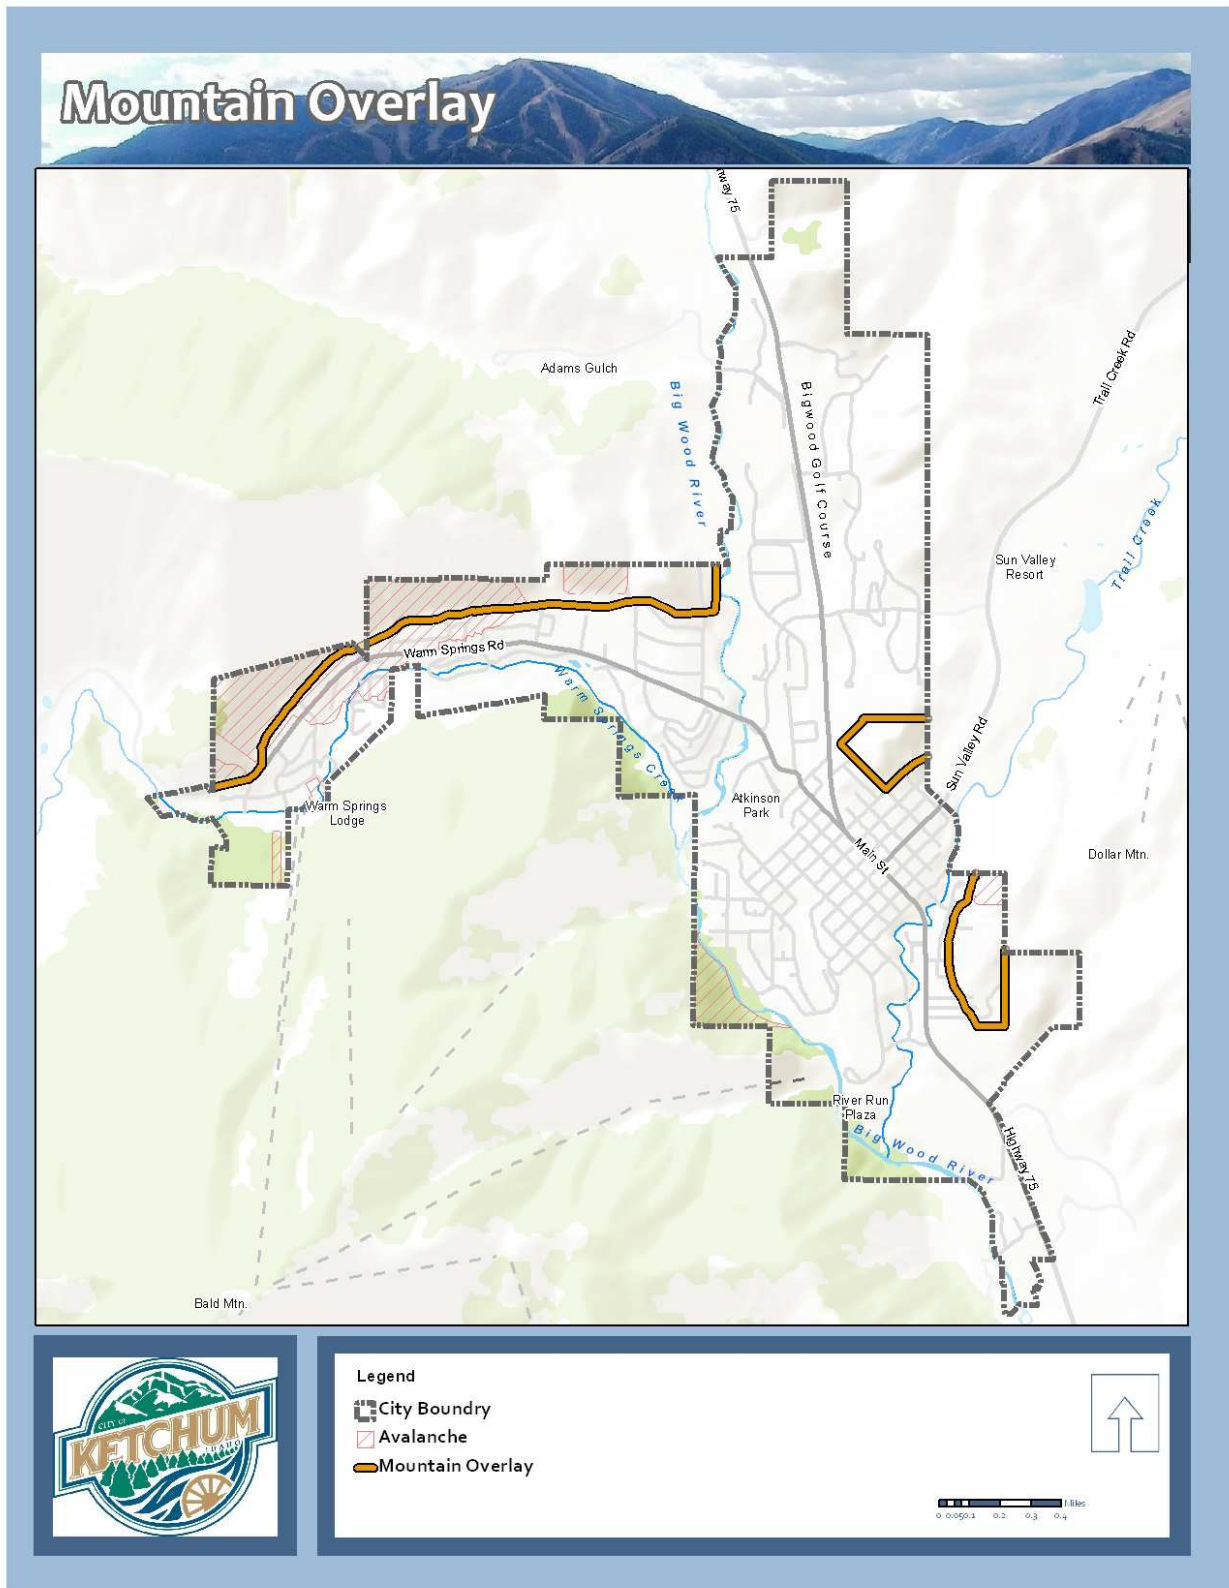 Mountain Overlay
hway 75
Trail Creek Rd
Adams Gulch
Big Wood River
Bigwood Golf Course
Trail Creek
Sun Valley
Resort
Warm Springs Rd
Warm Springs Creek
Sun Valley Rd
Atkinson
Park
Warm Springs
Lodge
Main St
Dollar Mtn.
River Run
Plaza
Big Wood River
Highway 75
Bald Mtn.
CITY OF
KETCHUM
IDAHO
Legend
City Boundry
Avalanche
Mountain Overlay
Miles
0 0.050.1 0.2 0.3 0.4